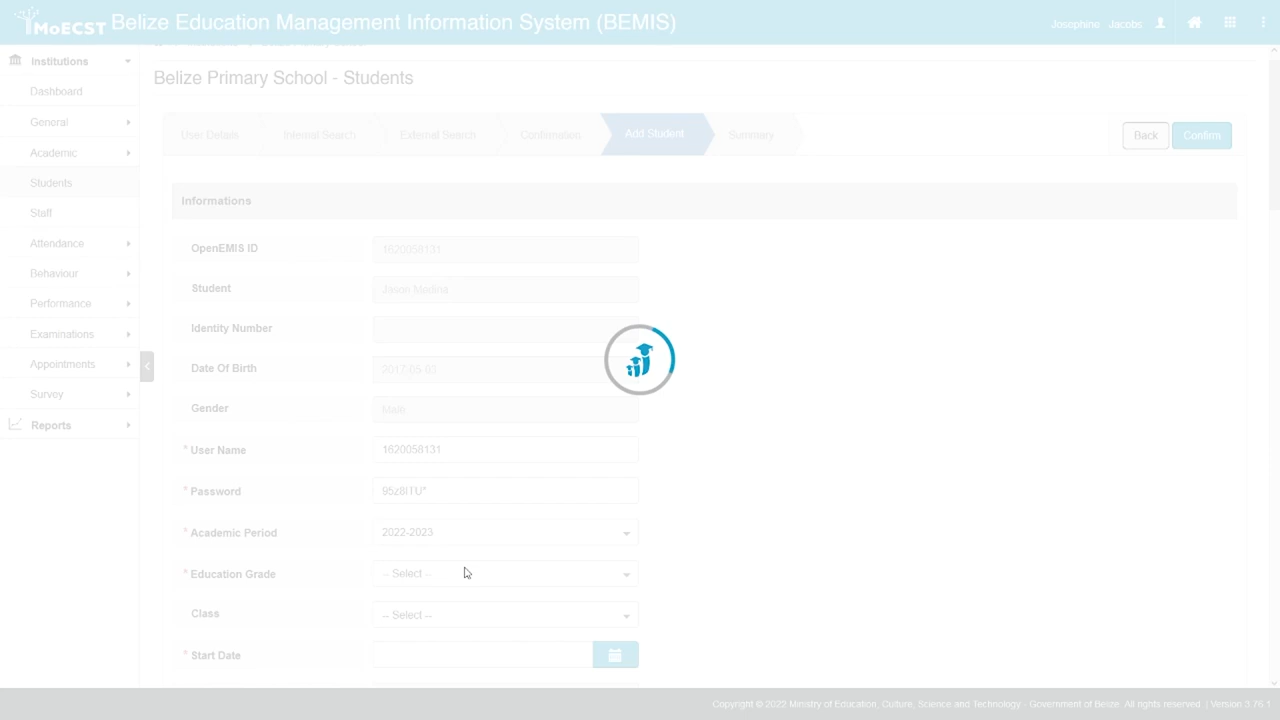 MOECST Belize Education Management Information System (BEMIS)
Josephine Jacobs
Institutions
Dashboard
General
Academic
Students
Staff
Attendance
Behaviour
Performance
Examinations
Appointments
Survey
Reports
Belize Primary School - Students
User Details
Internal Search
External Search
Confirmation
Add Student
Summary
Back
Confirm
Informations
OpenEMIS ID
1620058131
Student
Jason Medina
Identity Number
Date Of Birth
Gender
Male
* User Name
1620058131
* Password
* Academic Period
2022-2023
* Education Grade
-- Select --
Class
-- Select --
* Start Date
Copyright © 2022 Ministry of Education, Culture, Science and Technology - Government of Belize. All rights reserved. | Version 3.76.1